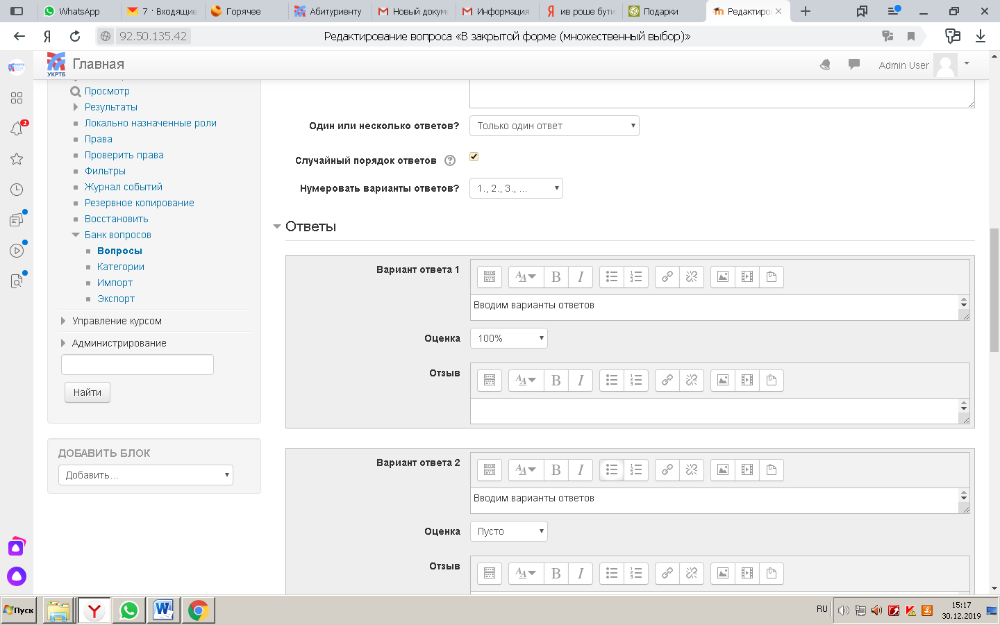 WhatsApp
7 · Входящие
Горячее
Абитуриенту
Новый докум
Информация
ив роше бути
Подарки
Редактиро
92.50.135.42
Редактирование вопроса «В закрытой форме (множественный выбор)»
УКРТБ
Главная
Admin User
Просмотр
Результаты
Локально назначенные роли
Права
Проверить права
Фильтры
Журнал событий
Резервное копирование
Восстановить
Банк вопросов
Вопросы
Категории
Импорт
Экспорт
Управление курсом
Администрирование
Найти
ДОБАВИТЬ БЛОК
Добавить...
Один или несколько ответов?
Только один ответ
Случайный порядок ответов
Нумеровать варианты ответов?
1., 2., 3., ...
Ответы
Вариант ответа 1
Вводим варианты ответов
Оценка
100%
Отзыв
Вариант ответа 2
Вводим варианты ответов
Оценка
Пусто
Отзыв
Пуск
RU
15:17
30.12.2019